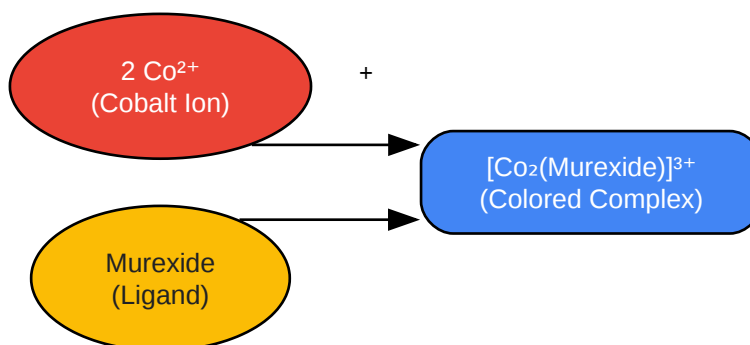 2 Co²⁺
(Cobalt Ion)
+
[Co₂(Murexide)]³⁺
(Colored Complex)
Murexide
(Ligand)